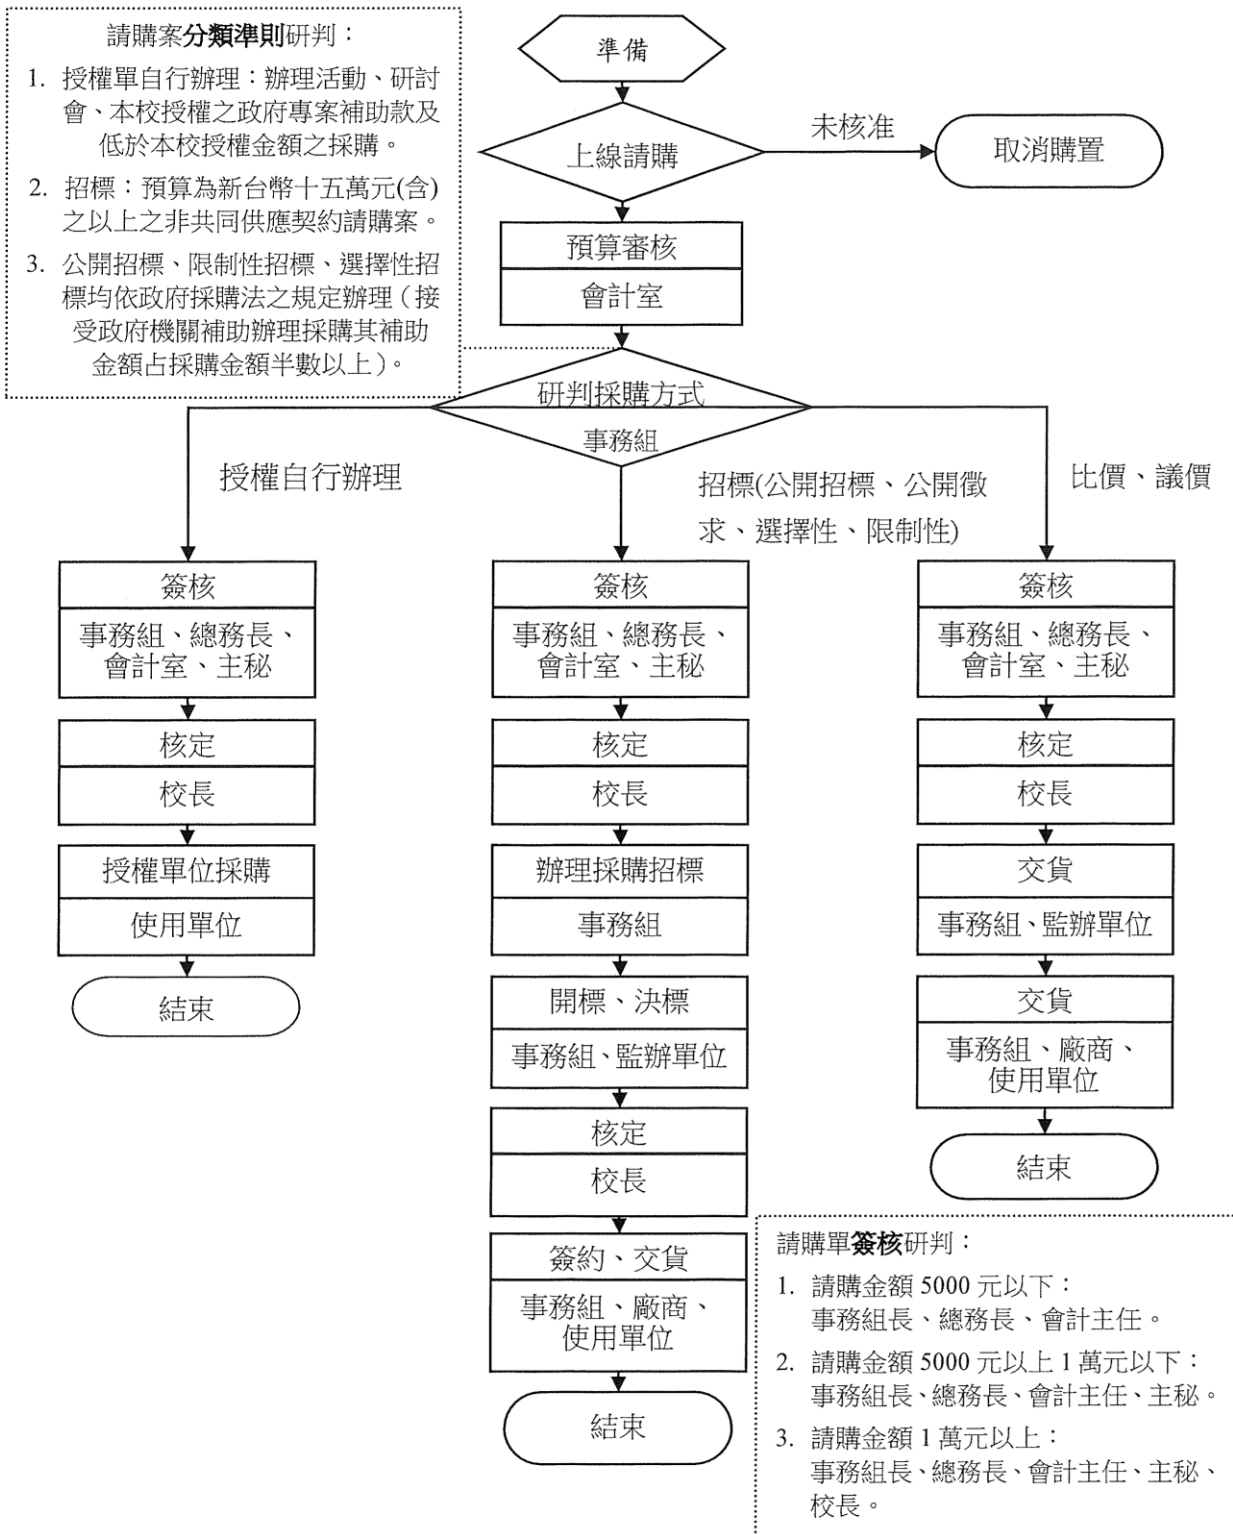 請購案分類準則研判：
1. 授權單自行辦理：辦理活動、研討
會、本校授權之政府專案補助款及
低於本校授權金額之採購。
2. 招標：預算為新台幣十五萬元(含)
之以上之非共同供應契約請購案。
3. 公開招標、限制性招標、選擇性招
標均依政府採購法之規定辦理（接
受政府機關補助辦理採購其補助
金額占採購金額半數以上）。
準備
上線請購
未核准
取消購置
預算審核
會計室
研判採購方式
事務組
授權自行辦理
招標(公開招標、公開徵
求、選擇性、限制性)
比價、議價
簽核
事務組、總務長、
會計室、主秘
核定
校長
授權單位採購
使用單位
結束
簽核
事務組、總務長、
會計室、主秘
核定
校長
辦理採購招標
事務組
開標、決標
事務組、監辦單位
核定
校長
簽約、交貨
事務組、廠商、
使用單位
結束
簽核
事務組、總務長、
會計室、主秘
核定
校長
交貨
事務組、監辦單位
交貨
事務組、廠商、
使用單位
結束
請購單簽核研判：
1. 請購金額 5000 元以下：
事務組長、總務長、會計主任。
2. 請購金額 5000 元以上 1 萬元以下：
事務組長、總務長、會計主任、主秘。
3. 請購金額 1 萬元以上：
事務組長、總務長、會計主任、主秘、
校長。